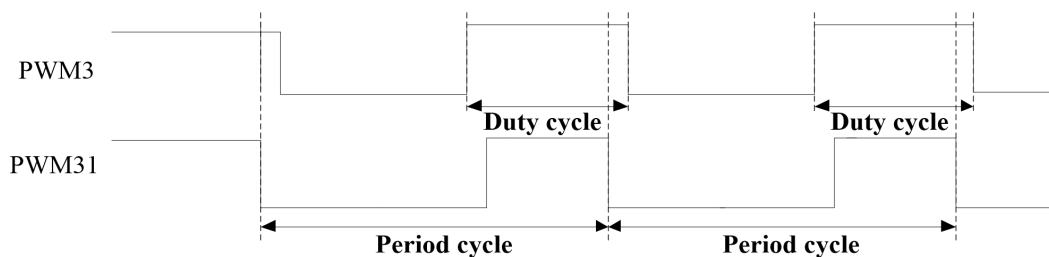 PWM3
Duty cycle Duty cycle
PWM31
Period cycle Period cycle